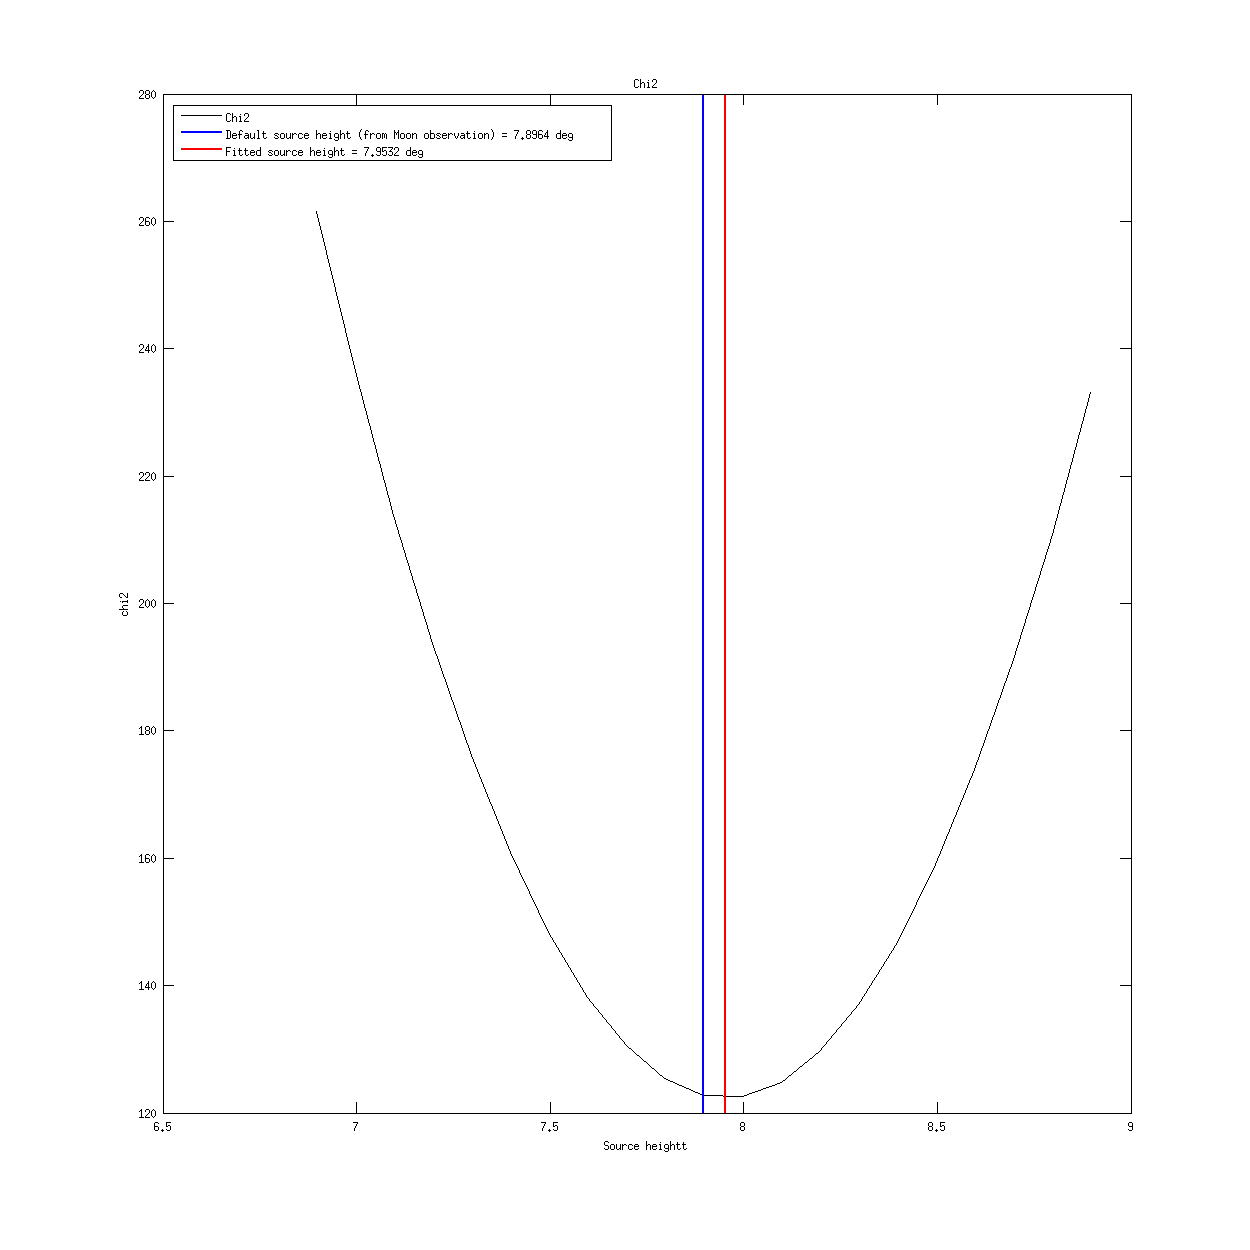 Chi2
280
Chi2
Default source height (from Moon observation) = 7.8964 deg
Fitted source height = 7.9532 deg
260
240
220
200
chi2
180
160
140
120
6.5 7 7.5 8 8.5 9
Source heightt